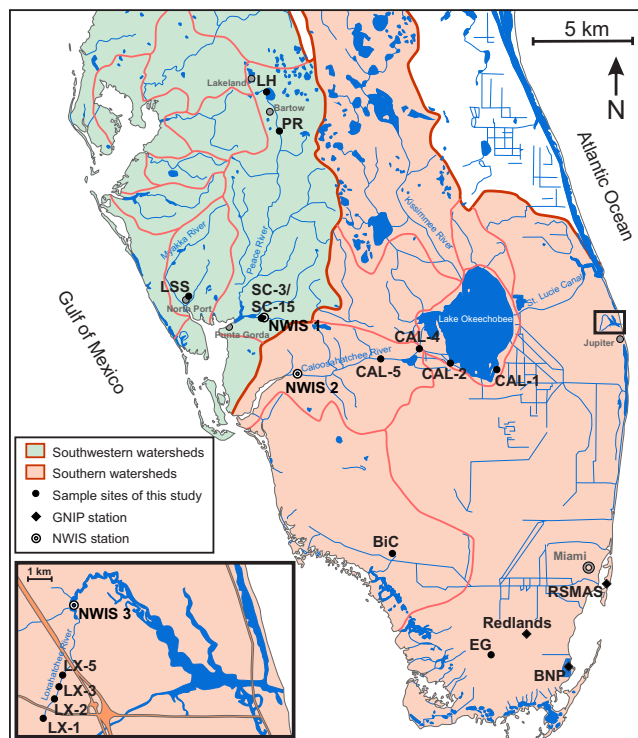 5 km
N
Atlantic Ocean
Lakeland
LH
Bartow
PR
Kissimmee River
Myakka River
Peace River
LSS
North Port
SC-3/
SC-15
NWIS 1
Punta Gorda
Gulf of Mexico
St. Lucie Canal
Lake Okeechobee
Jupiter
CAL-4
Caloosahatchee River
CAL-5
CAL-2
CAL-1
NWIS 2
Southwestern watersheds
Southern watersheds
Sample sites of this study
GNIP station
NWIS station
BiC
Miami
RSMAS
Redlands
EG
BNP
1 km
NWIS 3
Loxahatchee River
LX-5
LX-3
LX-2
LX-1